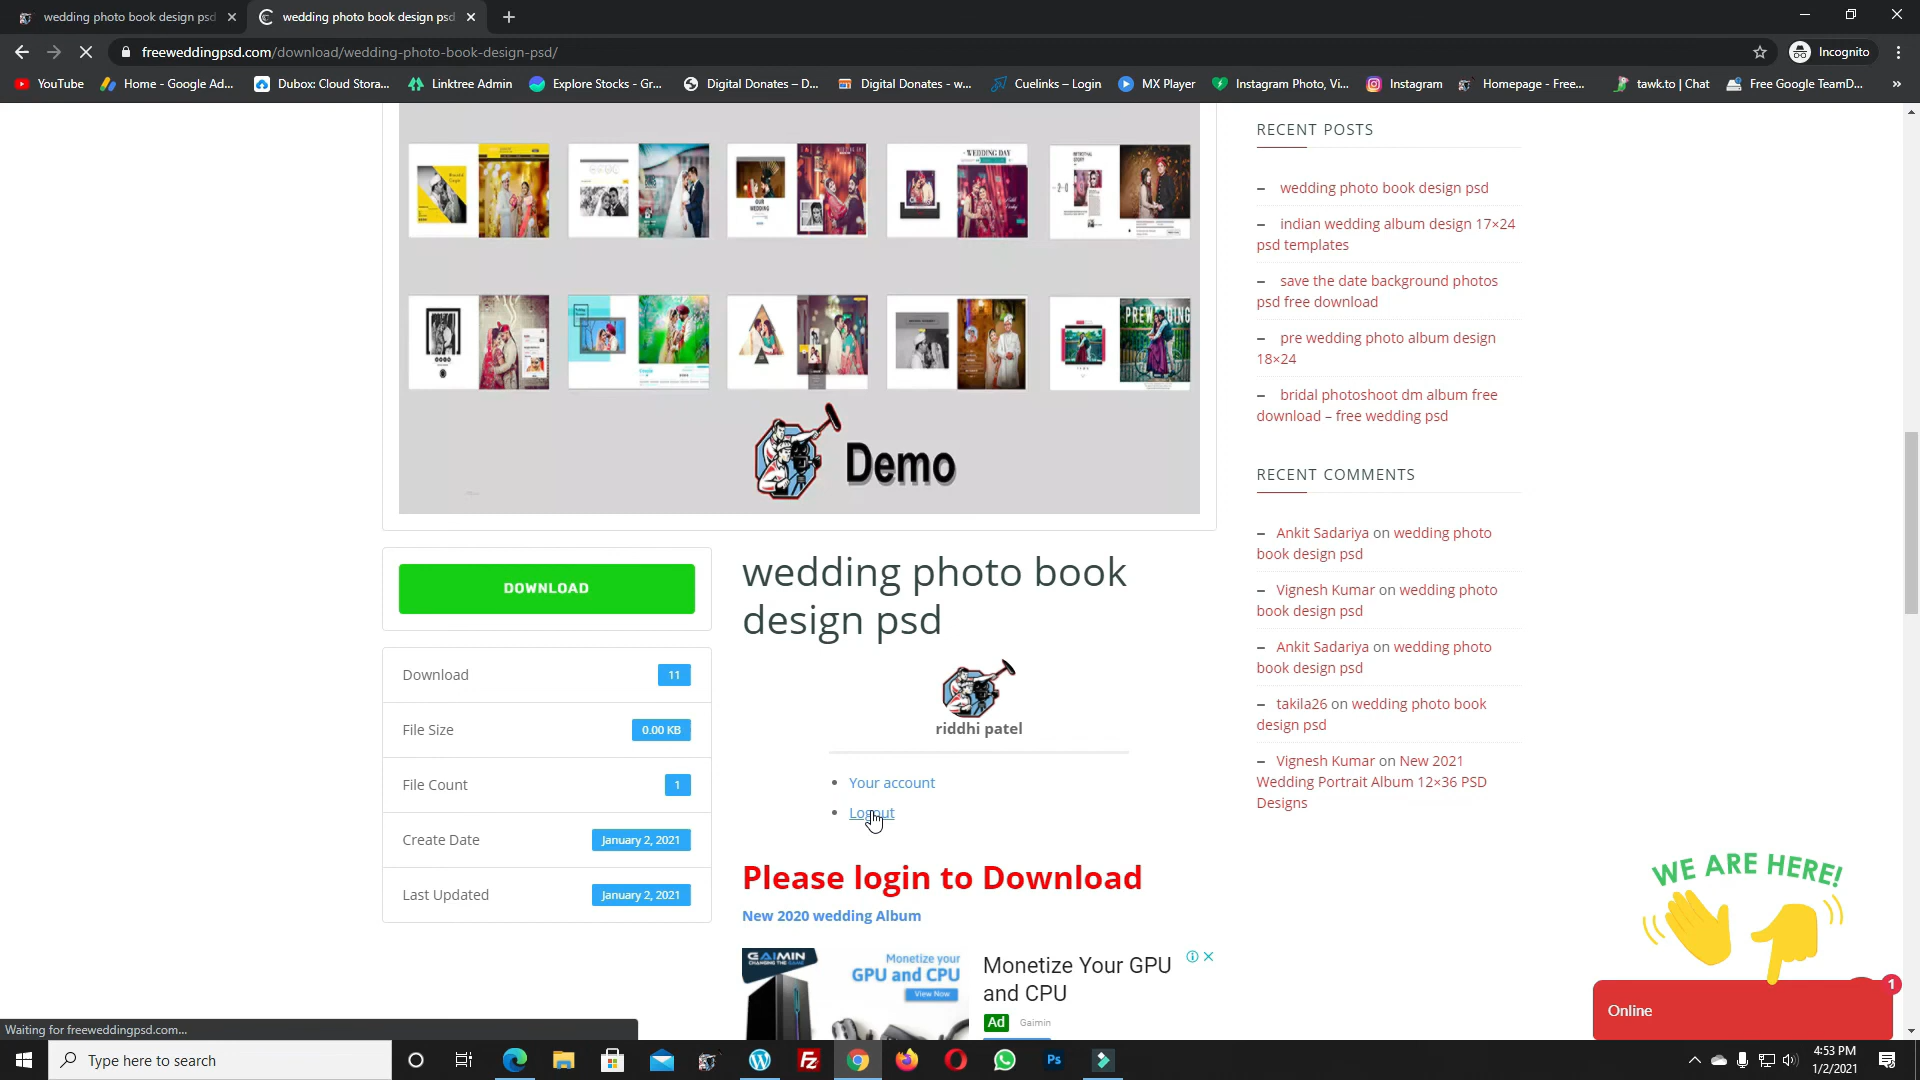 wedding photo book design psd
wedding photo book design psd
freeweddingpsd.com/download/wedding-photo-book-design-psd/
Incognito
YouTube
Home - Google Ad...
Dubox: Cloud Stora...
Linktree Admin
Explore Stocks - Gr...
Digital Donates – D...
Digital Donates - w...
Cuelinks – Login
MX Player
Instagram Photo, Vi...
Instagram
Homepage - Free...
tawk.to | Chat
Free Google TeamD...
»
WEDDING DAY
OUR
WEDDING
PREWEDDING
Demo
DOWNLOAD
Download 11
File Size 0.00 KB
File Count 1
Create Date January 2, 2021
Last Updated January 2, 2021
wedding photo book
design psd
riddhi patel
• Your account
• Logout
Please login to Download
New 2020 wedding Album
GAIMIN
Monetize your
GPU and CPU
View Now
Monetize Your GPU
and CPU
Ad Gaimin
RECENT POSTS
– wedding photo book design psd
– indian wedding album design 17×24
psd templates
– save the date background photos
psd free download
– pre wedding photo album design
18×24
– bridal photoshoot dm album free
download – free wedding psd
RECENT COMMENTS
– Ankit Sadariya on wedding photo
book design psd
– Vignesh Kumar on wedding photo
book design psd
– Ankit Sadariya on wedding photo
book design psd
– takila26 on wedding photo book
design psd
– Vignesh Kumar on New 2021
Wedding Portrait Album 12×36 PSD
Designs
WE ARE HERE!
1
Online
Waiting for freeweddingpsd.com...
Type here to search
Ps
4:53 PM
1/2/2021